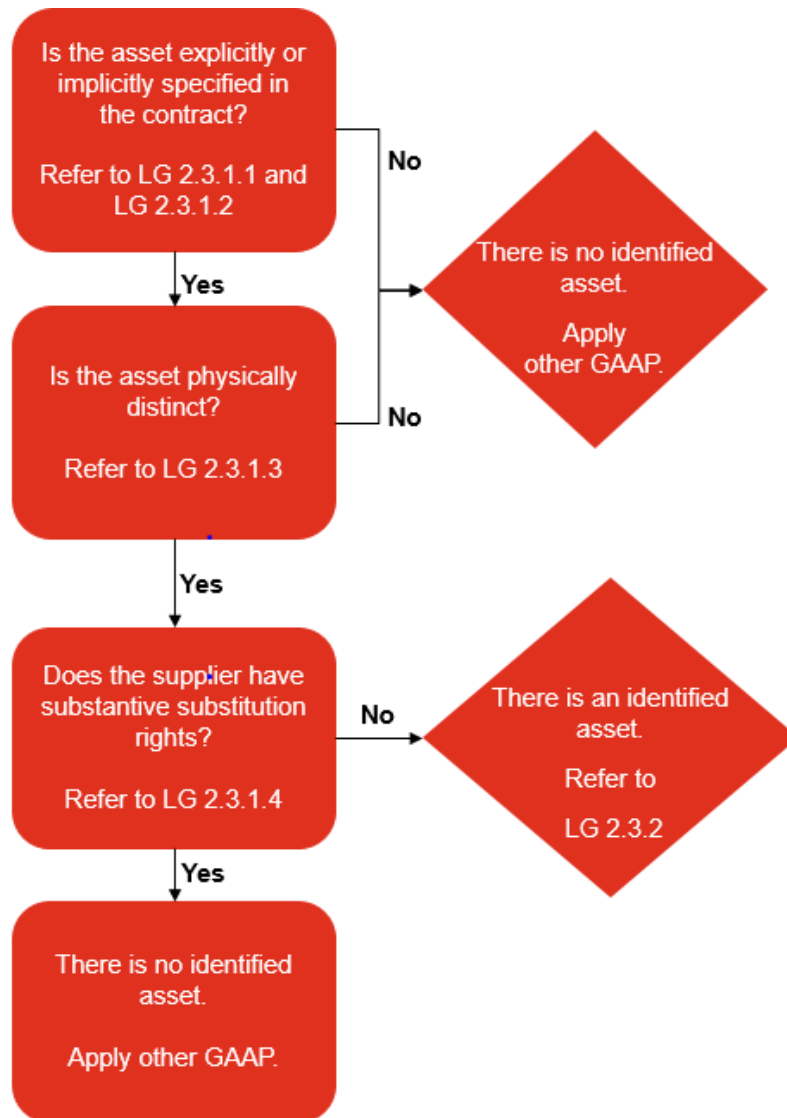 Is the asset explicitly or
implicitly specified in
the contract?
Refer to LG 2.3.1.1 and
LG 2.3.1.2
No
There is no identified
asset.
Apply
other GAAP.
Yes
Is the asset physically
distinct?
Refer to LG 2.3.1.3
No
Yes
Does the supplier have
substantive substitution
rights?
Refer to LG 2.3.1.4
No
There is an identified
asset.
Refer to
LG 2.3.2
Yes
There is no identified
asset.
Apply other GAAP.